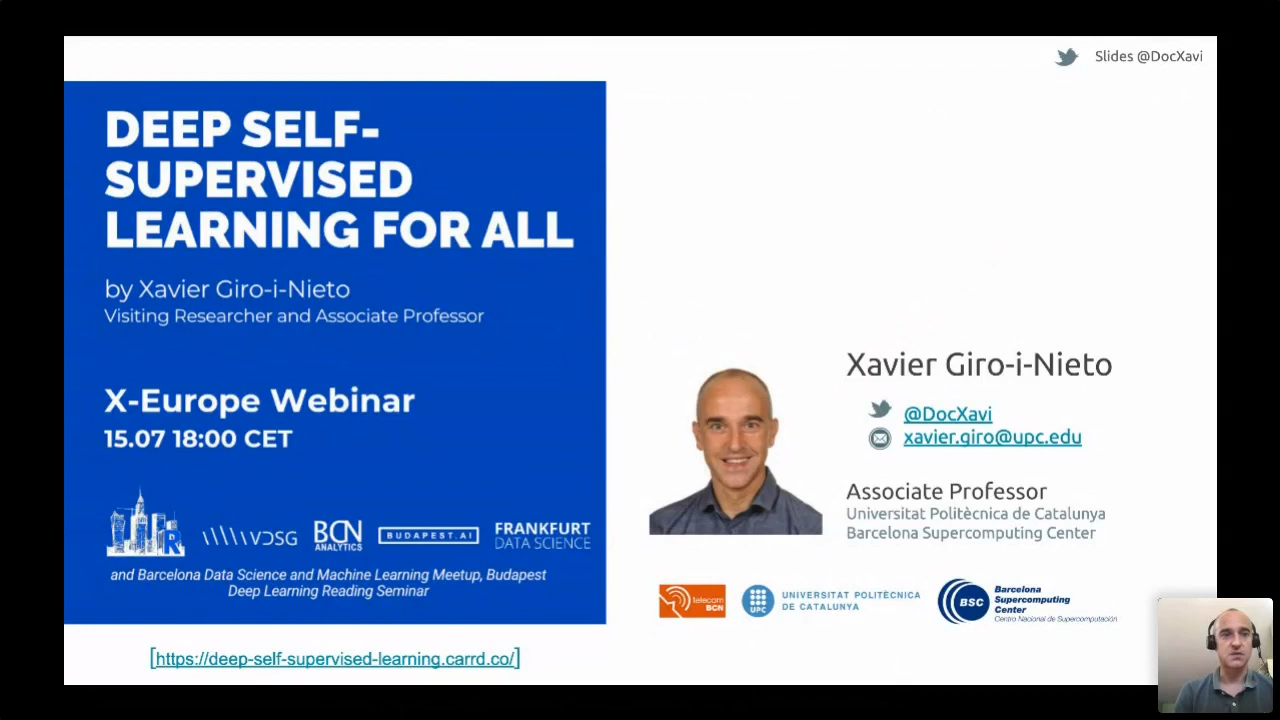 Slides @DocXavi
DEEP SELF-
SUPERVISED
LEARNING FOR ALL
by Xavier Giro-i-Nieto
Visiting Researcher and Associate Professor
X-Europe Webinar
15.07 18:00 CET
R
VDSG
BCN
ANALYTICS
BUDAPEST.AI
FRANKFURT
DATA SCIENCE
and Barcelona Data Science and Machine Learning Meetup, Budapest
Deep Learning Reading Seminar
[https://deep-self-supervised-learning.carrd.co/]
Xavier Giro-i-Nieto
@DocXavi
xavier.giro@upc.edu
Associate Professor
Universitat Politècnica de Catalunya
Barcelona Supercomputing Center
telecom
BCN
UPC
UNIVERSITAT POLITÈCNICA
DE CATALUNYA
BSC
Barcelona
Supercomputing
Center
Centro Nacional de Supercomputación